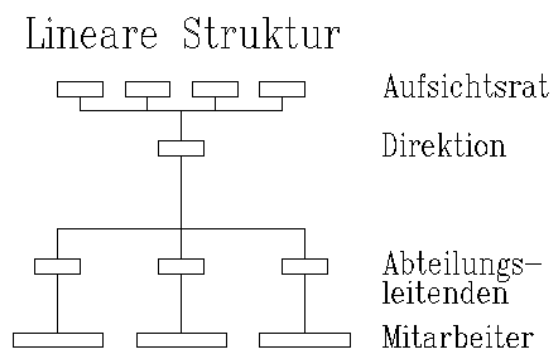 Lineare Struktur
Aufsichtsrat
Direktion
Abteilungs-
leitenden
Mitarbeiter